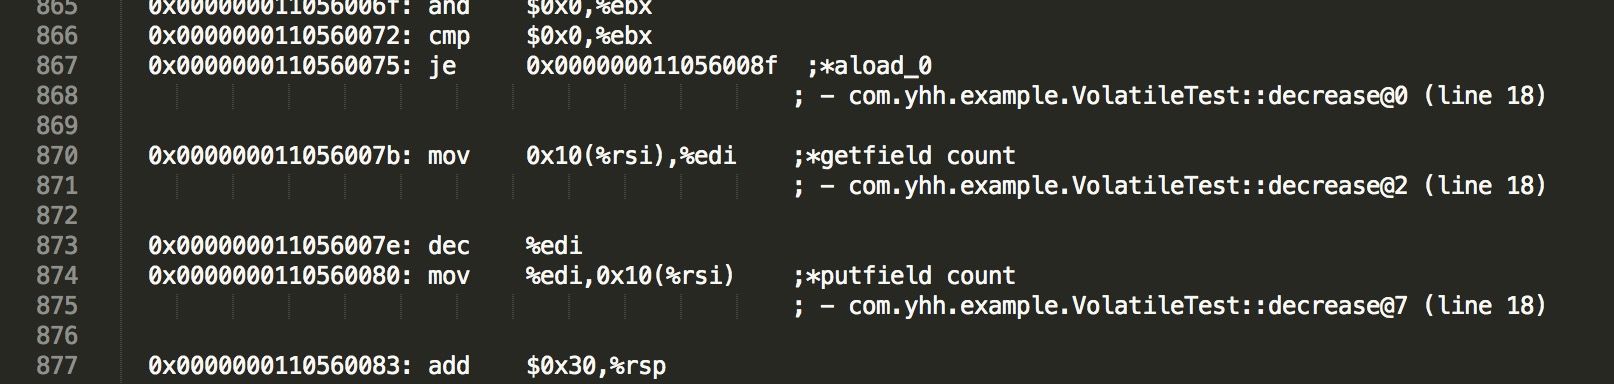 865 0x000000011056006f: and $0x0,%ebx
866 0x0000000110560072: cmp $0x0,%ebx
867 0x0000000110560075: je 0x000000011056008f ;*aload_0
868 ; - com.yhh.example.VolatileTest::decrease@0 (line 18)
869
870 0x000000011056007b: mov 0x10(%rsi),%edi ;*getfield count
871 ; - com.yhh.example.VolatileTest::decrease@2 (line 18)
872
873 0x000000011056007e: dec %edi
874 0x0000000110560080: mov %edi,0x10(%rsi) ;*putfield count
875 ; - com.yhh.example.VolatileTest::decrease@7 (line 18)
876
877 0x0000000110560083: add $0x30,%rsp